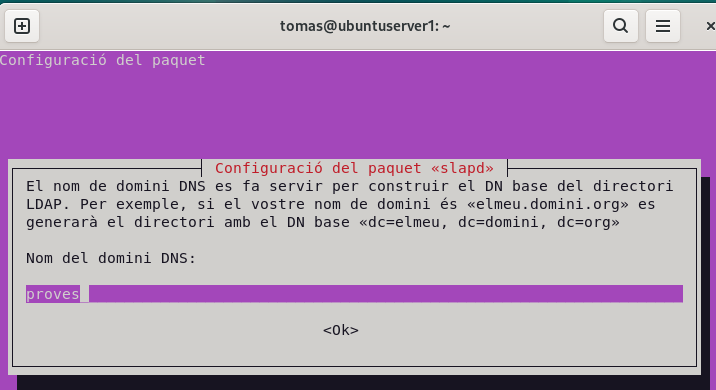 tomas@ubuntuserver1: ~
Configuració del paquet
Configuració del paquet «slapd»
El nom de domini DNS es fa servir per construir el DN base del directori
LDAP. Per exemple, si el vostre nom de domini és «elmeu.domini.org» es
generarà el directori amb el DN base «dc=elmeu, dc=domini, dc=org»
Nom del domini DNS:
proves
<Ok>